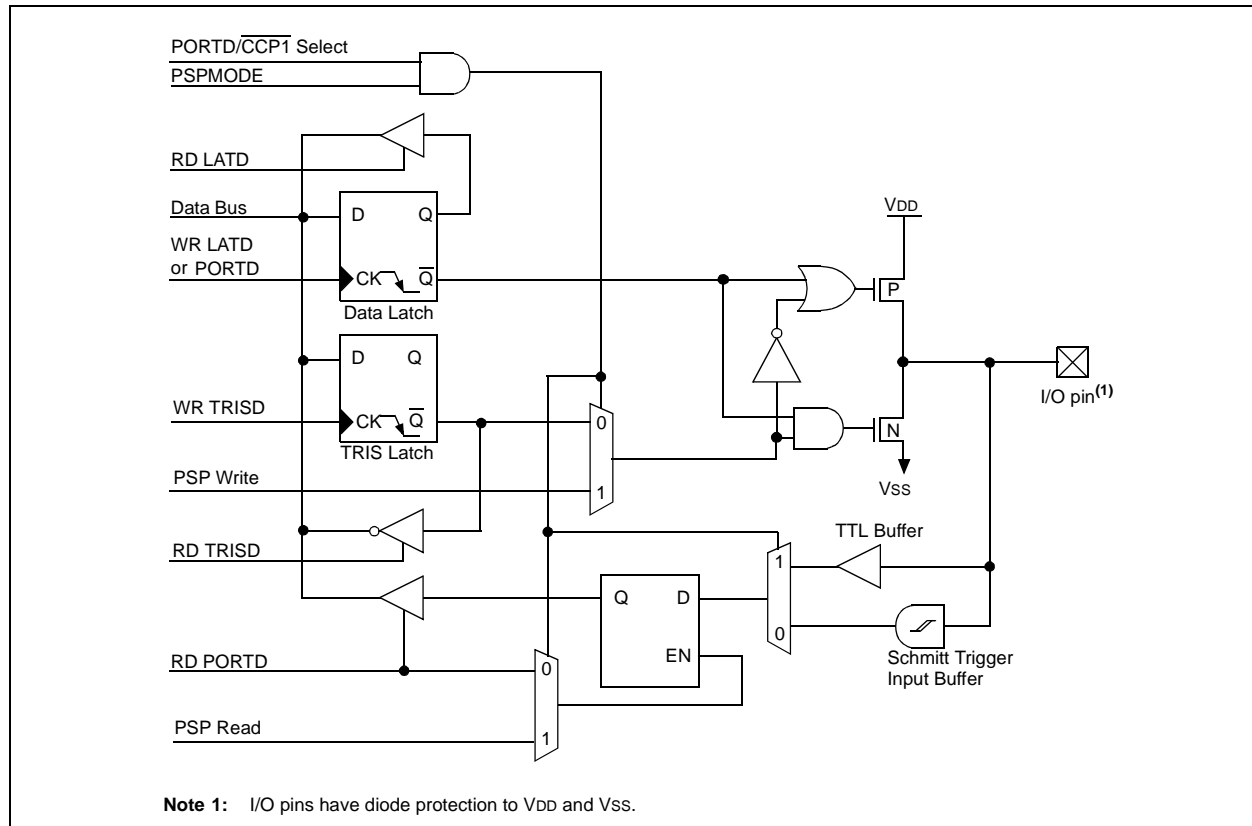 PORTD/CCP1 Select
PSPMODE
RD LATD
Data Bus
D Q
VDD
WR LATD
or PORTD
CK Q
P
Data Latch
D Q
I/O pin(1)
WR TRISD
CK Q
0
N
TRIS Latch
PSP Write
1
VSS
TTL Buffer
RD TRISD
1
Q D
0
EN
Schmitt Trigger
Input Buffer
RD PORTD
0
PSP Read
1
Note 1: I/O pins have diode protection to VDD and VSS.